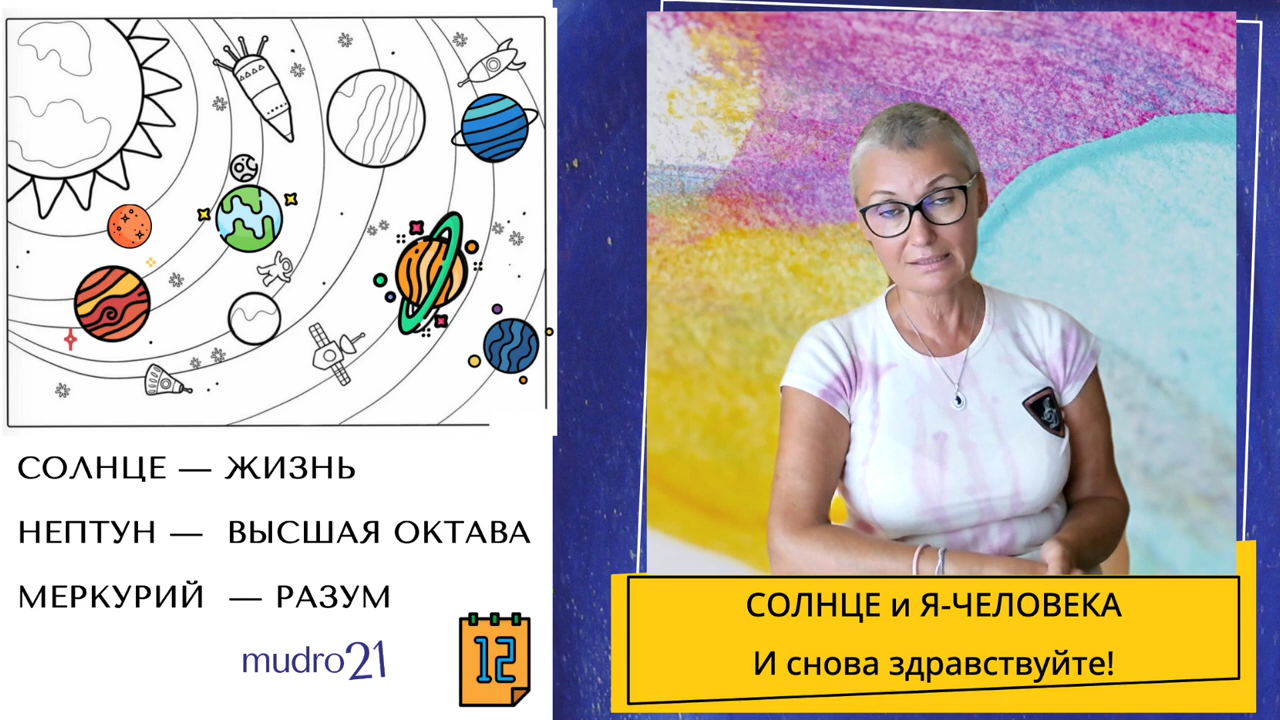 СОЛНЦЕ — ЖИЗНЬ
НЕПТУН — ВЫСШАЯ ОКТАВА
МЕРКУРИЙ — РАЗУМ
mudro21
12
СОЛНЦЕ и Я-ЧЕЛОВЕКА
И снова здравствуйте!